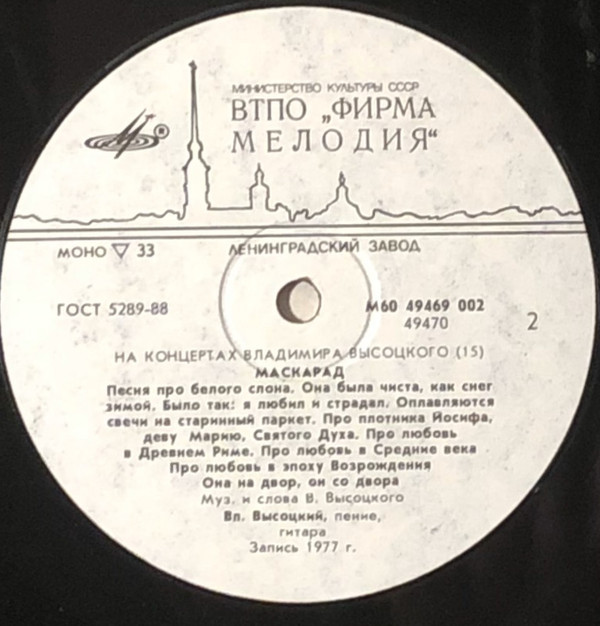 МИНИСТЕРСТВО КУЛЬТУРЫ СССР
ВТПО „ФИРМА
МЕЛОДИЯ“
®
МОНО ▽ 33
ЛЕНИНГРАДСКИЙ ЗАВОД
ГОСТ 5289-88
М60 49469 002
49470
2
НА КОНЦЕРТАХ ВЛАДИМИРА ВЫСОЦКОГО (15)
МАСКАРАД
Песня про белого слона. Она была чиста, как снег
зимой. Было так: я любил и страдал. Оплавляются
свечи на старинный паркет. Про плотника Йосифа,
деву Марию, Святого Духа. Про любовь
в Древнем Риме. Про любовь в Средние века
Про любовь в эпоху Возрождения
Она на двор, он со двора
Муз. и слова В. Высоцкого
Вл. Высоцкий, пение,
гитара
Запись 1977 г.